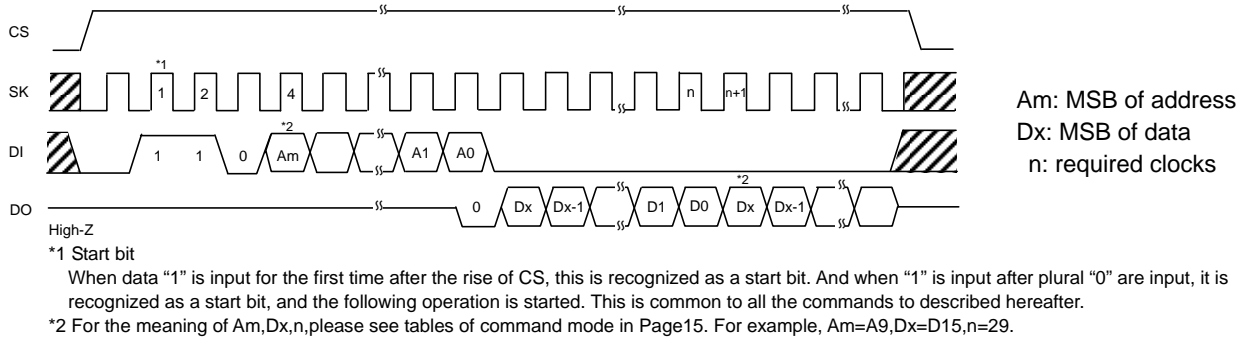 CS
SK
*1
1 2 4 n n+1
Am: MSB of address
Dx: MSB of data
n: required clocks
DI
*2
1 1 0 Am A1 A0
DO
*2
0 Dx Dx-1 D1 D0 Dx Dx-1
High-Z
*1 Start bit
When data “1” is input for the first time after the rise of CS, this is recognized as a start bit. And when “1” is input after plural “0” are input, it is
recognized as a start bit, and the following operation is started. This is common to all the commands to described hereafter.
*2 For the meaning of Am,Dx,n,please see tables of command mode in Page15. For example, Am=A9,Dx=D15,n=29.